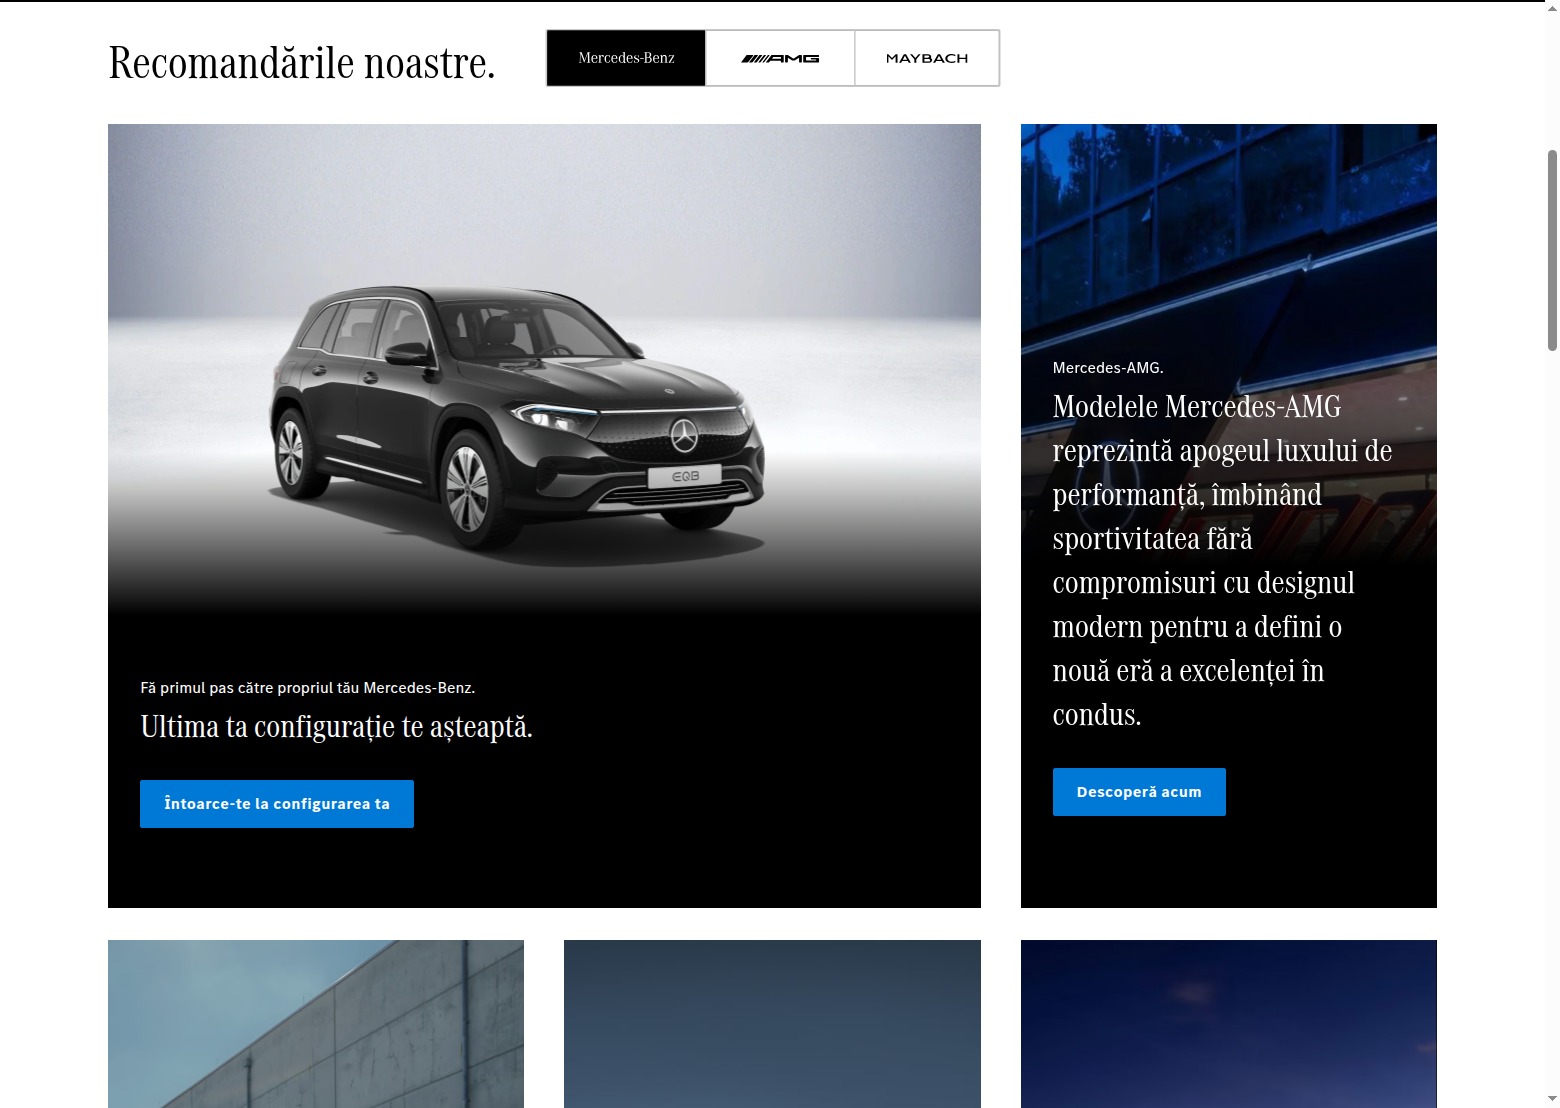 Recomandările noastre.
Mercedes-Benz
AMG
MAYBACH
EQB
Fă primul pas către propriul tău Mercedes-Benz.
Ultima ta configurație te așteaptă.
Întoarce-te la configurarea ta
Mercedes-AMG.
Modelele Mercedes-AMG
reprezintă apogeul luxului de
performanță, îmbinând
sportivitatea fără
compromisuri cu designul
modern pentru a defini o
nouă eră a excelenței în
condus.
Descoperă acum